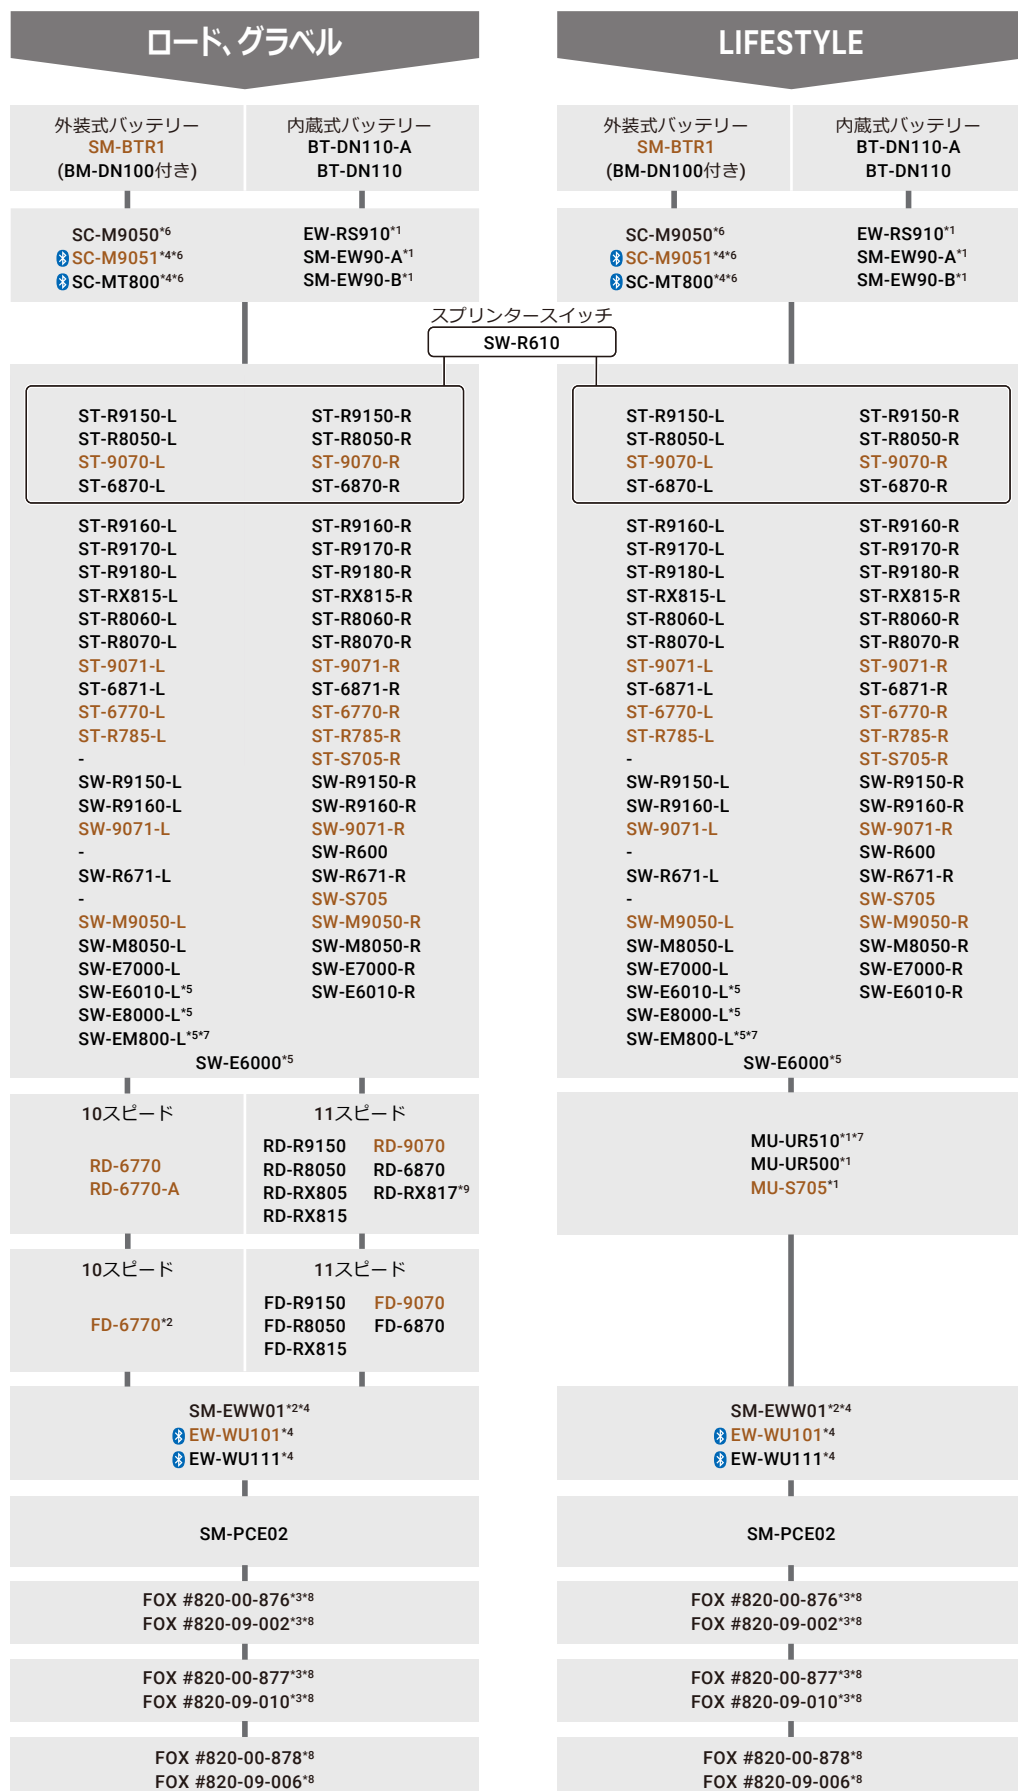 ロード、グラベル
外装式バッテリー
SM-BTR1
(BM-DN100付き)
内蔵式バッテリー
BT-DN110-A
BT-DN110
SC-M9050*6
SC-M9051*4*6
SC-MT800*4*6
EW-RS910*1
SM-EW90-A*1
SM-EW90-B*1
LIFESTYLE
外装式バッテリー
SM-BTR1
(BM-DN100付き)
内蔵式バッテリー
BT-DN110-A
BT-DN110
SC-M9050*6
SC-M9051*4*6
SC-MT800*4*6
EW-RS910*1
SM-EW90-A*1
SM-EW90-B*1
スプリンタースイッチ
SW-R610
ST-R9150-L ST-R9150-R
ST-R8050-L ST-R8050-R
ST-9070-L ST-9070-R
ST-6870-L ST-6870-R
ST-R9160-L ST-R9160-R
ST-R9170-L ST-R9170-R
ST-R9180-L ST-R9180-R
ST-RX815-L ST-RX815-R
ST-R8060-L ST-R8060-R
ST-R8070-L ST-R8070-R
ST-9071-L ST-9071-R
ST-6871-L ST-6871-R
ST-6770-L ST-6770-R
ST-R785-L ST-R785-R
- ST-S705-R
SW-R9150-L SW-R9150-R
SW-R9160-L SW-R9160-R
SW-9071-L SW-9071-R
- SW-R600
SW-R671-L SW-R671-R
- SW-S705
SW-M9050-L SW-M9050-R
SW-M8050-L SW-M8050-R
SW-E7000-L SW-E7000-R
SW-E6010-L*5 SW-E6010-R
SW-E8000-L*5
SW-EM800-L*5*7
SW-E6000*5
10スピード
RD-6770
RD-6770-A
11スピード
RD-R9150 RD-9070
RD-R8050 RD-6870
RD-RX805 RD-RX817*9
RD-RX815
10スピード
FD-6770*2
11スピード
FD-R9150 FD-9070
FD-R8050 FD-6870
FD-RX815
SM-EWW01*2*4
EW-WU101*4
EW-WU111*4
SM-PCE02
FOX #820-00-876*3*8
FOX #820-09-002*3*8
FOX #820-00-877*3*8
FOX #820-09-010*3*8
FOX #820-00-878*8
FOX #820-09-006*8
ST-R9150-L ST-R9150-R
ST-R8050-L ST-R8050-R
ST-9070-L ST-9070-R
ST-6870-L ST-6870-R
ST-R9160-L ST-R9160-R
ST-R9170-L ST-R9170-R
ST-R9180-L ST-R9180-R
ST-RX815-L ST-RX815-R
ST-R8060-L ST-R8060-R
ST-R8070-L ST-R8070-R
ST-9071-L ST-9071-R
ST-6871-L ST-6871-R
ST-6770-L ST-6770-R
ST-R785-L ST-R785-R
- ST-S705-R
SW-R9150-L SW-R9150-R
SW-R9160-L SW-R9160-R
SW-9071-L SW-9071-R
- SW-R600
SW-R671-L SW-R671-R
- SW-S705
SW-M9050-L SW-M9050-R
SW-M8050-L SW-M8050-R
SW-E7000-L SW-E7000-R
SW-E6010-L*5 SW-E6010-R
SW-E8000-L*5
SW-EM800-L*5*7
SW-E6000*5
MU-UR510*1*7
MU-UR500*1
MU-S705*1
SM-EWW01*2*4
EW-WU101*4
EW-WU111*4
SM-PCE02
FOX #820-00-876*3*8
FOX #820-09-002*3*8
FOX #820-00-877*3*8
FOX #820-09-010*3*8
FOX #820-00-878*8
FOX #820-09-006*8